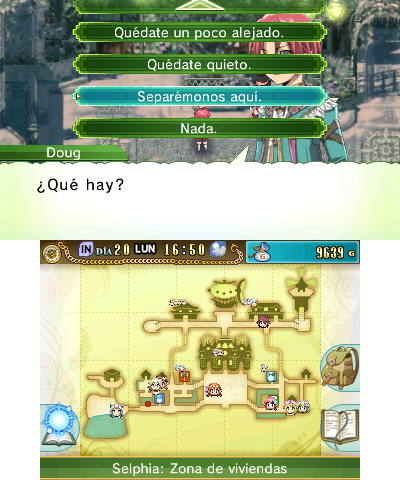 Quédate un poco alejado.
Quédate quieto.
Separémonos aquí.
Nada.
Doug
¿Qué hay?
IN DÍA 20 LUN 16:50
G 9639 G
Selphia: Zona de viviendas